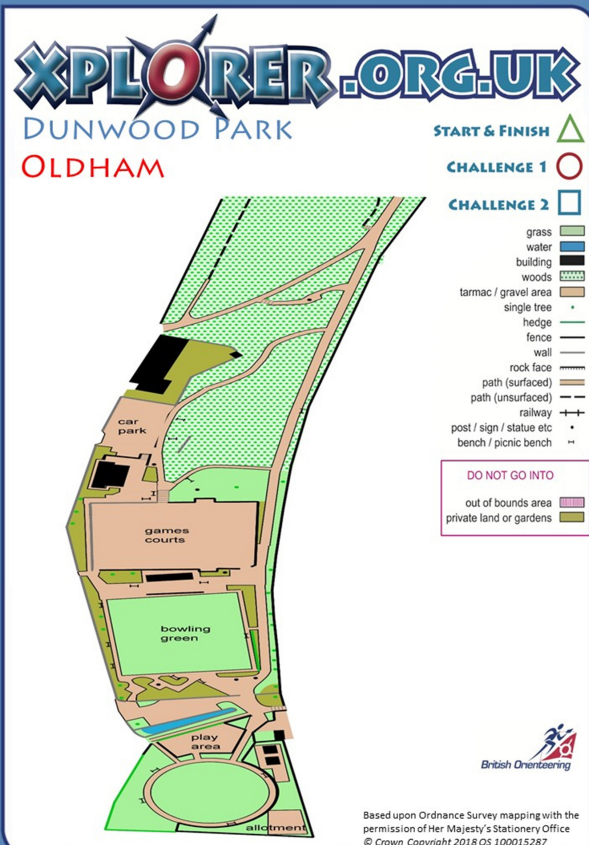 XPLORER.ORG.UK
DUNWOOD PARK
OLDHAM
START & FINISH
CHALLENGE 1
CHALLENGE 2
grass
water
building
woods
tarmac / gravel area
single tree
hedge
fence
wall
rock face
path (surfaced)
path (unsurfaced)
railway
post / sign / statue etc
bench / picnic bench
DO NOT GO INTO
out of bounds area
private land or gardens
car
park
games
courts
bowling
green
play
area
allotment
British Orienteering
Based upon Ordnance Survey mapping with the
permission of Her Majesty's Stationery Office
© Crown Copyright 2018 OS 100015287